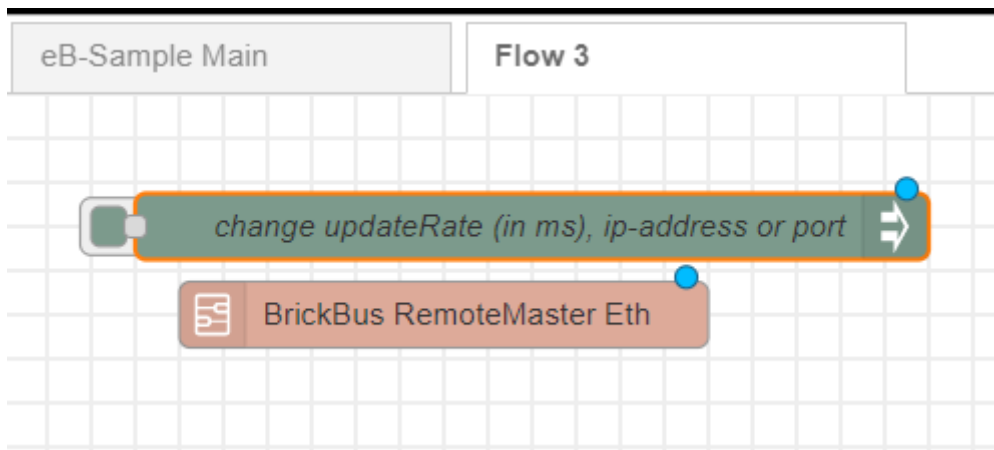 eB-Sample Main
Flow 3
change updateRate (in ms), ip-address or port
BrickBus RemoteMaster Eth